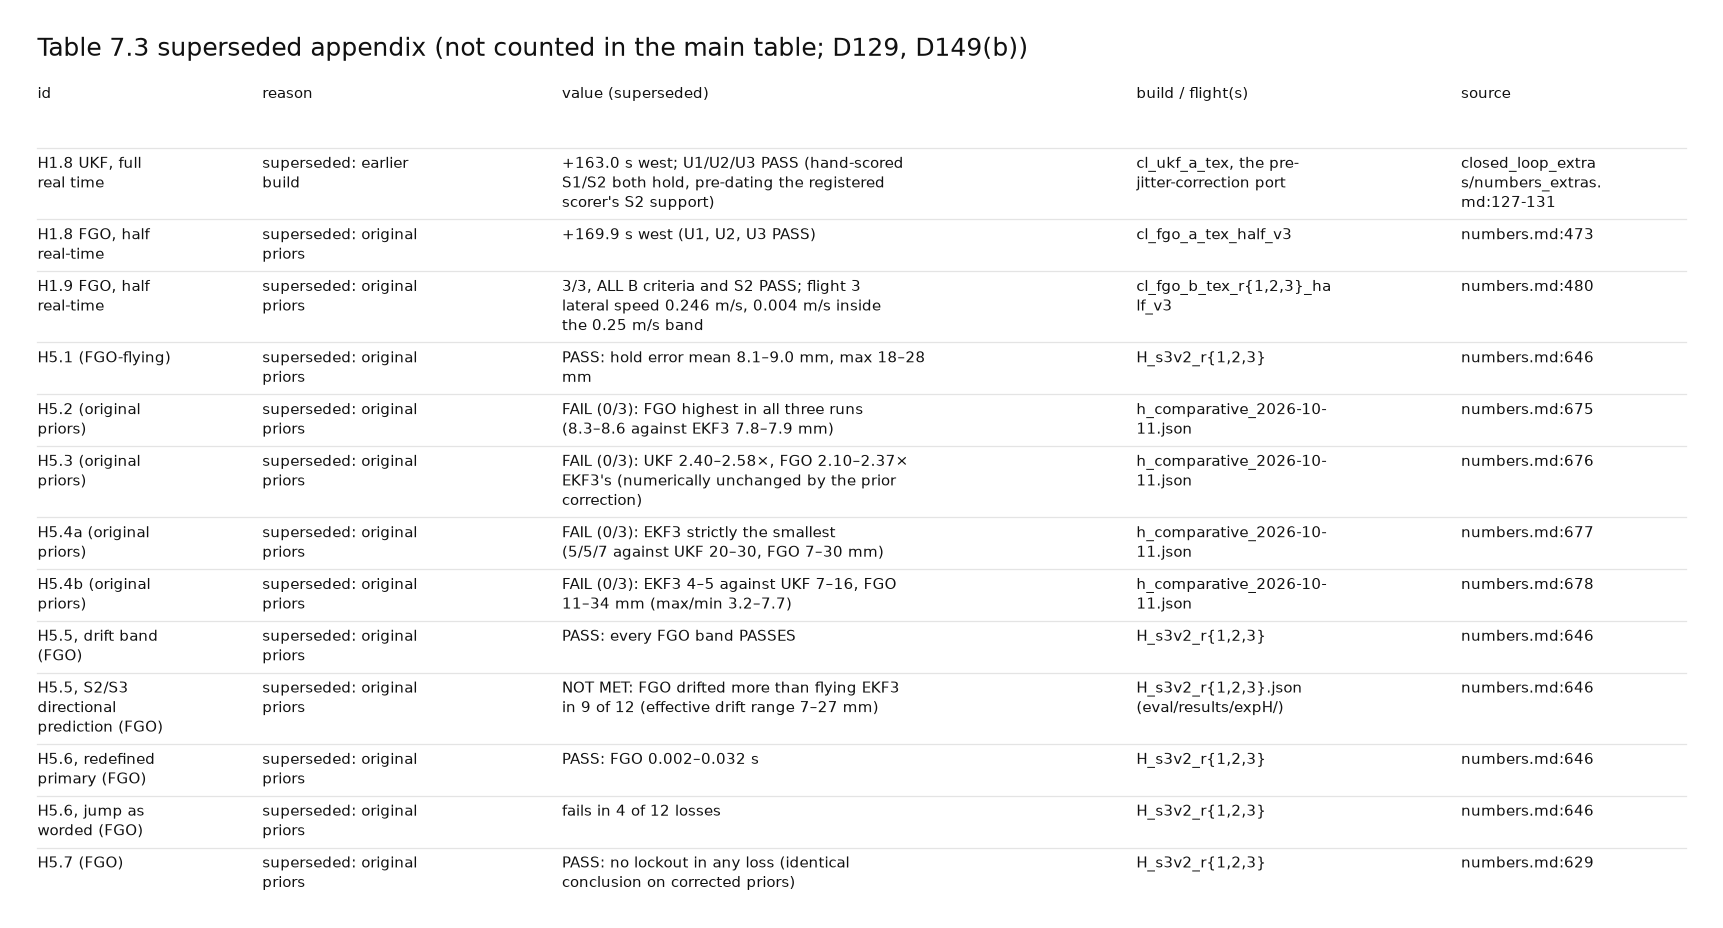 Table 7.3 superseded appendix (not counted in the main table; D129, D149(b))
id reason value (superseded) build / flight(s) source
H1.8 UKF, full superseded: earlier +163.0 s west; U1/U2/U3 PASS (hand-scored cl_ukf_a_tex, the pre- closed_loop_extra
real time build S1/S2 both hold, pre-dating the registered jitter-correction port s/numbers_extras.
scorer's S2 support) md:127-131
H1.8 FGO, half superseded: original +169.9 s west (U1, U2, U3 PASS) cl_fgo_a_tex_half_v3 numbers.md:473
real-time priors
H1.9 FGO, half superseded: original 3/3, ALL B criteria and S2 PASS; flight 3 cl_fgo_b_tex_r{1,2,3}_ha numbers.md:480
real-time priors lateral speed 0.246 m/s, 0.004 m/s inside lf_v3
the 0.25 m/s band
H5.1 (FGO-flying) superseded: original PASS: hold error mean 8.1–9.0 mm, max 18–28 H_s3v2_r{1,2,3} numbers.md:646
priors mm
H5.2 (original superseded: original FAIL (0/3): FGO highest in all three runs h_comparative_2026-10- numbers.md:675
priors) priors (8.3–8.6 against EKF3 7.8–7.9 mm) 11.json
H5.3 (original superseded: original FAIL (0/3): UKF 2.40–2.58×, FGO 2.10–2.37× h_comparative_2026-10- numbers.md:676
priors) priors EKF3's (numerically unchanged by the prior 11.json
correction)
H5.4a (original superseded: original FAIL (0/3): EKF3 strictly the smallest h_comparative_2026-10- numbers.md:677
priors) priors (5/5/7 against UKF 20–30, FGO 7–30 mm) 11.json
H5.4b (original superseded: original FAIL (0/3): EKF3 4–5 against UKF 7–16, FGO h_comparative_2026-10- numbers.md:678
priors) priors 11–34 mm (max/min 3.2–7.7) 11.json
H5.5, drift band superseded: original PASS: every FGO band PASSES H_s3v2_r{1,2,3} numbers.md:646
(FGO) priors
H5.5, S2/S3 superseded: original NOT MET: FGO drifted more than flying EKF3 H_s3v2_r{1,2,3}.json numbers.md:646
directional priors in 9 of 12 (effective drift range 7–27 mm) (eval/results/expH/)
prediction (FGO)
H5.6, redefined superseded: original PASS: FGO 0.002–0.032 s H_s3v2_r{1,2,3} numbers.md:646
primary (FGO) priors
H5.6, jump as superseded: original fails in 4 of 12 losses H_s3v2_r{1,2,3} numbers.md:646
worded (FGO) priors
H5.7 (FGO) superseded: original PASS: no lockout in any loss (identical H_s3v2_r{1,2,3} numbers.md:629
priors conclusion on corrected priors)